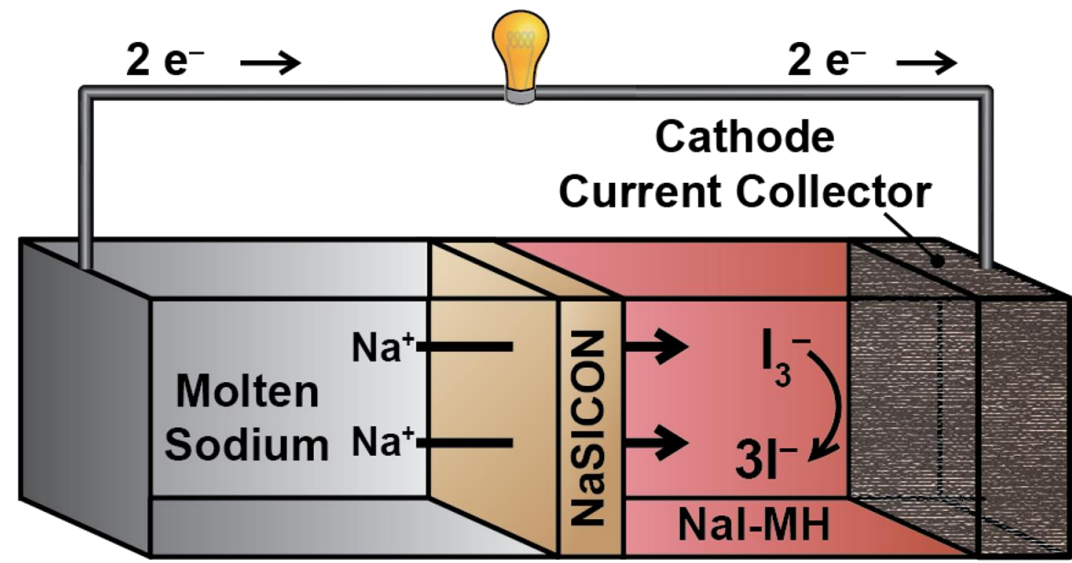 2 e⁻ → 2 e⁻ →
Cathode
Current Collector
Na⁺
Molten
Sodium
Na⁺
NaSICON
I₃⁻
3I⁻
NaI-MH